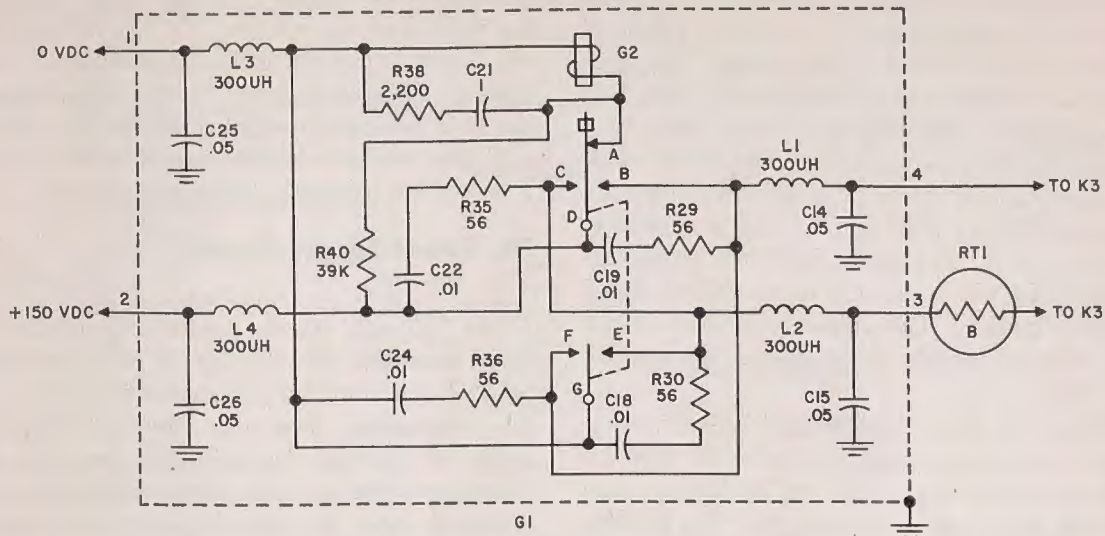 0 VDC
1
L3
300UH
C25
.05
R38
2,200
C21
.1
G2
A
C
B
D
R35
56
R40
39K
C22
.01
C19
.01
R29
56
L1
300UH
4
TO K3
C14
.05
RT1
B
3
TO K3
+150 VDC
2
L4
300UH
L2
300UH
F
E
G
C24
.01
R36
56
C18
.01
R30
56
C15
.05
C26
.05
G1